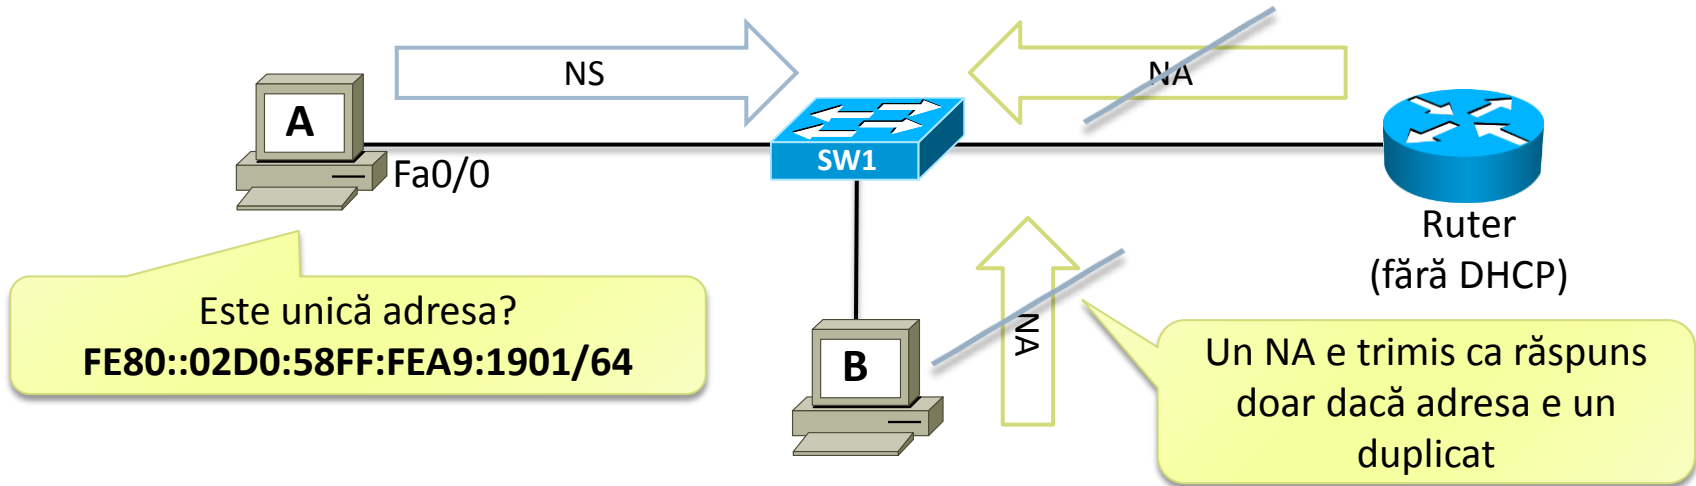 NS
NA
A
SW1
Fa0/0
Ruter
(fără DHCP)
Este unică adresa?
FE80::02D0:58FF:FEA9:1901/64
NA
B
Un NA e trimis ca răspuns
doar dacă adresa e un
duplicat